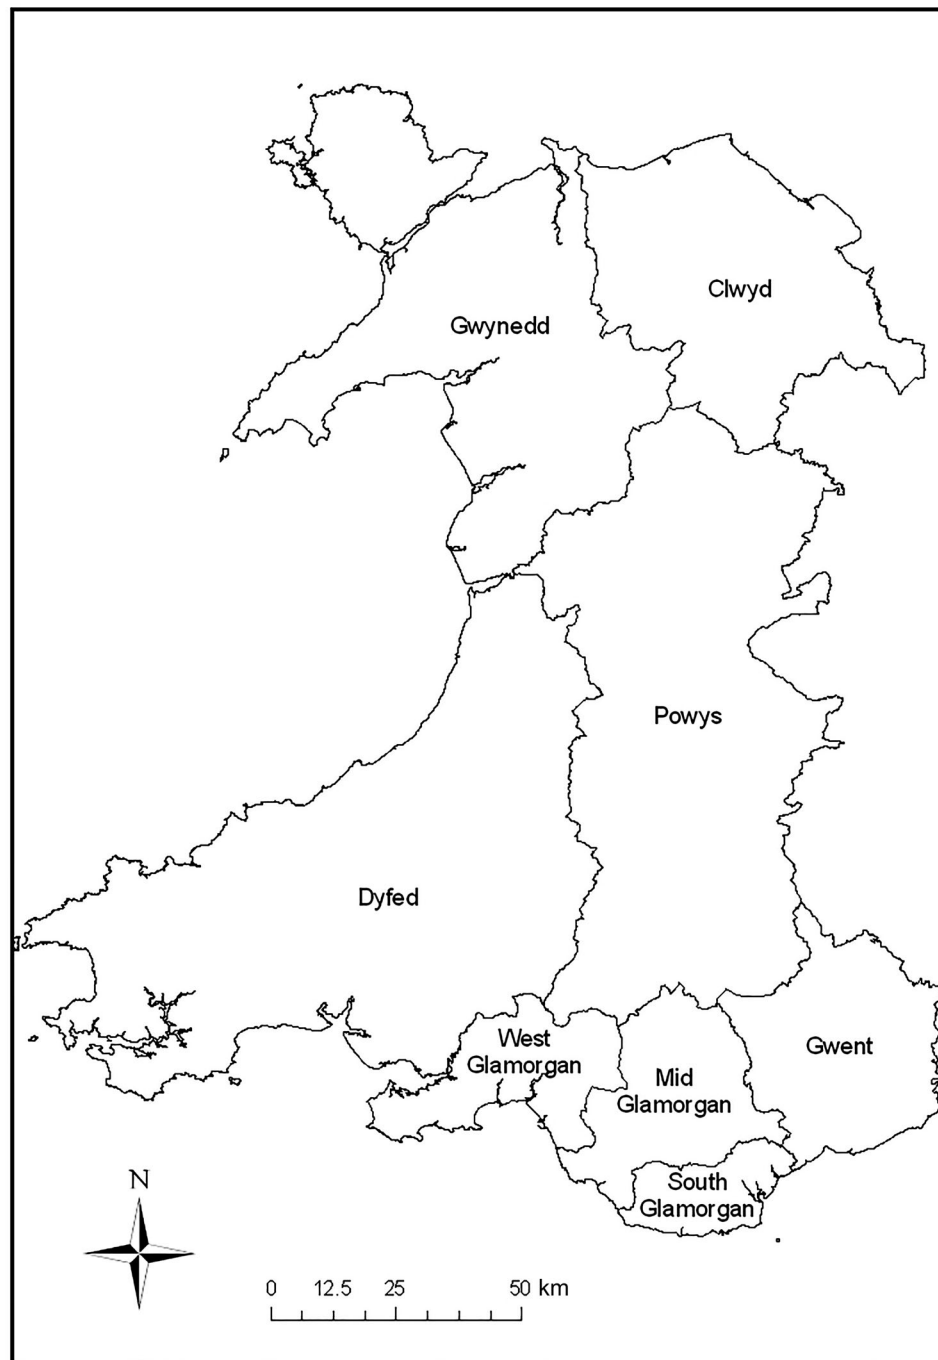 Clwyd
Gwynedd
Powys
Dyfed
West
Glamorgan
Gwent
Mid
Glamorgan
South
Glamorgan
N
0 12.5 25 50 km